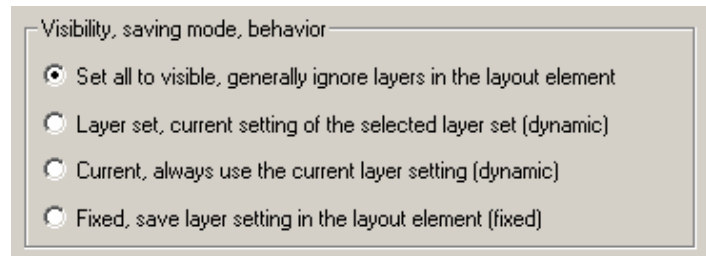 Visibility, saving mode, behavior
Set all to visible, generally ignore layers in the layout element
Layer set, current setting of the selected layer set (dynamic)
Current, always use the current layer setting (dynamic)
Fixed, save layer setting in the layout element (fixed)